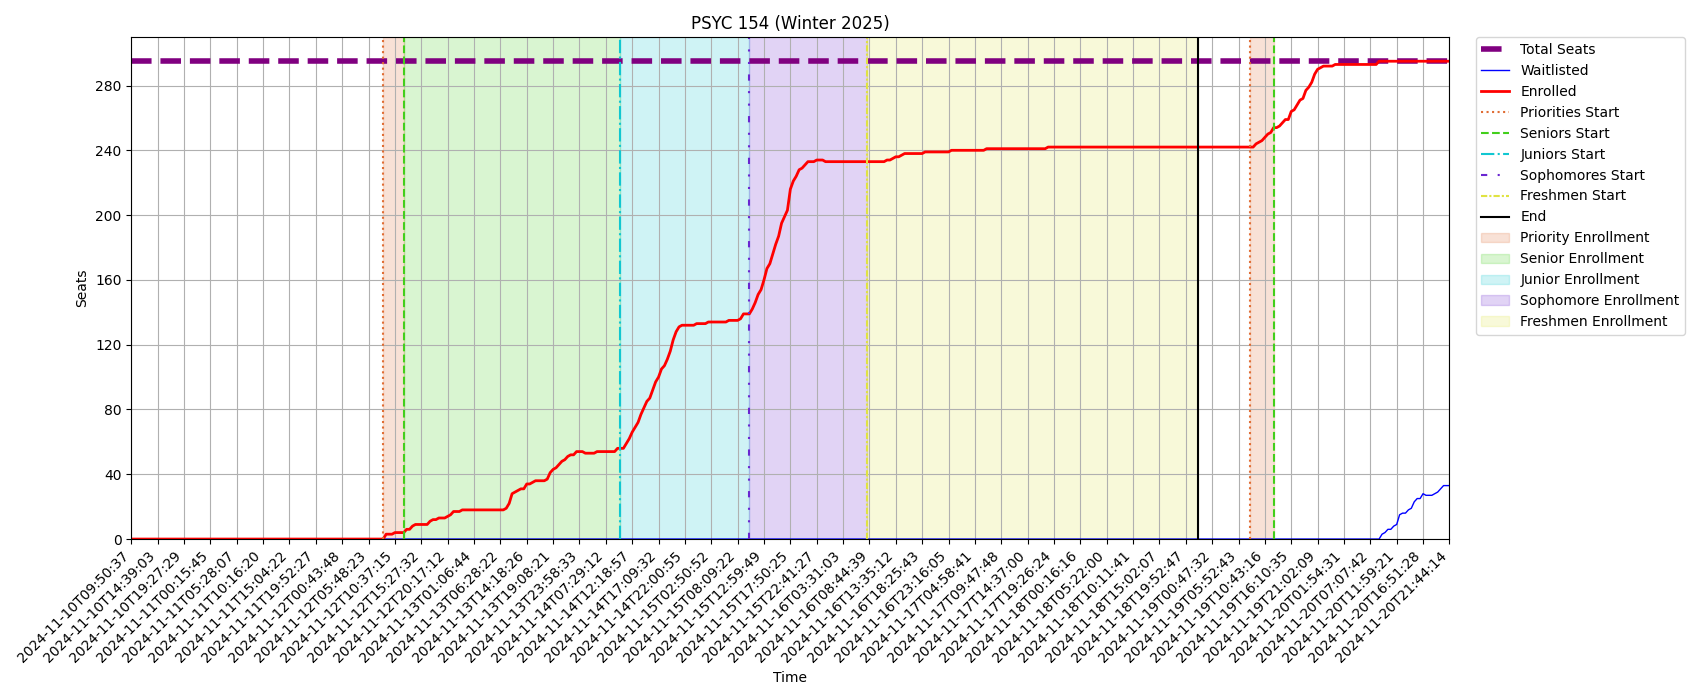 PSYC 154 (Winter 2025)
Total Seats
Waitlisted
Enrolled
Priorities Start
Seniors Start
Juniors Start
Sophomores Start
Freshmen Start
End
Priority Enrollment
Senior Enrollment
Junior Enrollment
Sophomore Enrollment
Freshmen Enrollment
Seats
280
240
200
160
120
80
40
0
2024-11-10T09:50:37
2024-11-10T14:39:03
2024-11-10T19:27:29
2024-11-11T00:15:45
2024-11-11T05:28:07
2024-11-11T10:16:20
2024-11-11T15:04:22
2024-11-11T19:52:27
2024-11-12T00:43:48
2024-11-12T05:48:23
2024-11-12T10:37:15
2024-11-12T15:27:32
2024-11-12T20:17:12
2024-11-13T01:06:44
2024-11-13T06:28:22
2024-11-13T14:18:26
2024-11-13T19:08:21
2024-11-13T23:58:33
2024-11-14T07:29:12
2024-11-14T12:18:57
2024-11-14T17:09:32
2024-11-14T22:00:55
2024-11-15T02:50:52
2024-11-15T08:09:22
2024-11-15T12:59:49
2024-11-15T17:50:25
2024-11-15T22:41:27
2024-11-16T03:31:03
2024-11-16T08:44:39
2024-11-16T13:35:12
2024-11-16T18:25:43
2024-11-16T23:16:05
2024-11-17T04:58:41
2024-11-17T09:47:48
2024-11-17T14:37:00
2024-11-17T19:26:24
2024-11-18T00:16:16
2024-11-18T05:22:00
2024-11-18T10:11:41
2024-11-18T15:02:07
2024-11-18T19:52:47
2024-11-19T00:47:32
2024-11-19T05:52:43
2024-11-19T10:43:16
2024-11-19T16:10:35
2024-11-19T21:02:09
2024-11-20T01:54:31
2024-11-20T07:07:42
2024-11-20T11:59:21
2024-11-20T16:51:28
2024-11-20T21:44:14
Time